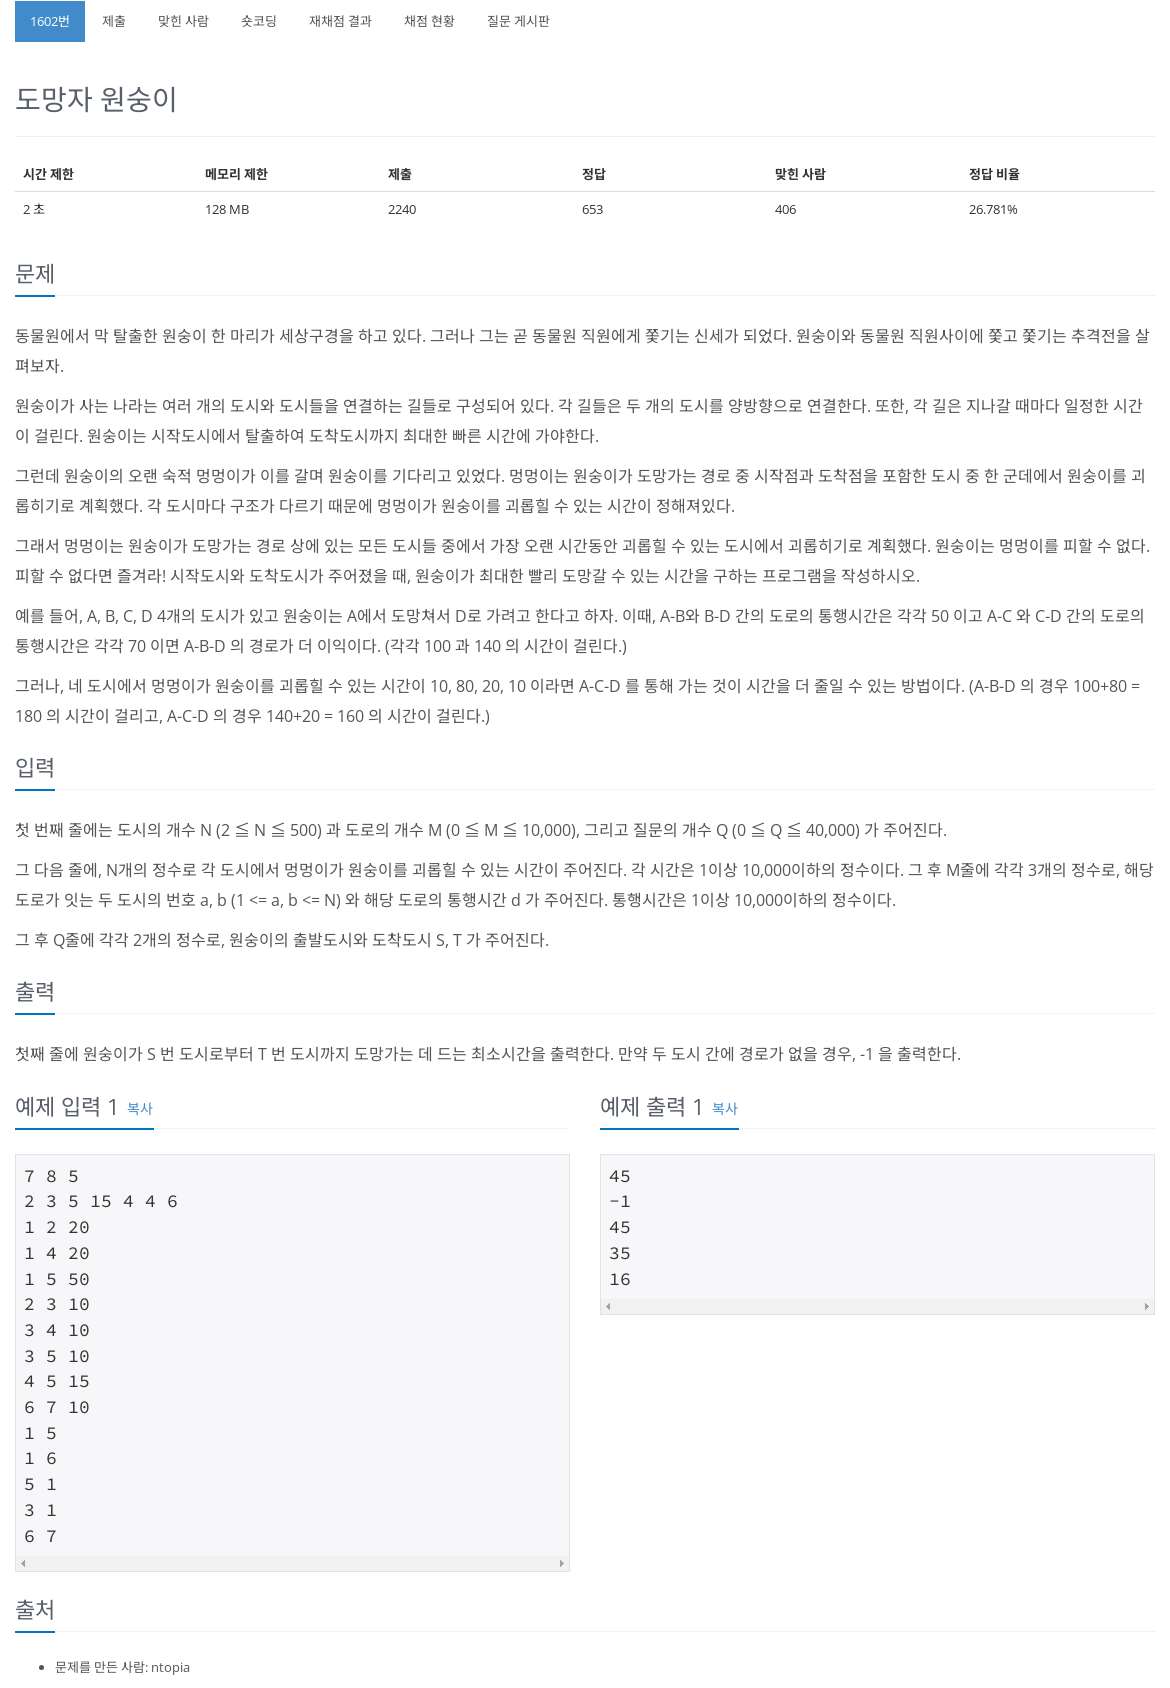 1602번 제출 맞힌 사람 숏코딩 재채점 결과 채점 현황 질문 게시판
도망자 원숭이
시간 제한 메모리 제한 제출 정답 맞힌 사람 정답 비율
2 초 128 MB 2240 653 406 26.781%
문제
동물원에서 막 탈출한 원숭이 한 마리가 세상구경을 하고 있다. 그러나 그는 곧 동물원 직원에게 쫓기는 신세가 되었다. 원숭이와 동물원 직원사이에 쫓고 쫓기는 추격전을 살
펴보자.
원숭이가 사는 나라는 여러 개의 도시와 도시들을 연결하는 길들로 구성되어 있다. 각 길들은 두 개의 도시를 양방향으로 연결한다. 또한, 각 길은 지나갈 때마다 일정한 시간
이 걸린다. 원숭이는 시작도시에서 탈출하여 도착도시까지 최대한 빠른 시간에 가야한다.
그런데 원숭이의 오랜 숙적 멍멍이가 이를 갈며 원숭이를 기다리고 있었다. 멍멍이는 원숭이가 도망가는 경로 중 시작점과 도착점을 포함한 도시 중 한 군데에서 원숭이를 괴
롭히기로 계획했다. 각 도시마다 구조가 다르기 때문에 멍멍이가 원숭이를 괴롭힐 수 있는 시간이 정해져있다.
그래서 멍멍이는 원숭이가 도망가는 경로 상에 있는 모든 도시들 중에서 가장 오랜 시간동안 괴롭힐 수 있는 도시에서 괴롭히기로 계획했다. 원숭이는 멍멍이를 피할 수 없다.
피할 수 없다면 즐겨라! 시작도시와 도착도시가 주어졌을 때, 원숭이가 최대한 빨리 도망갈 수 있는 시간을 구하는 프로그램을 작성하시오.
예를 들어, A, B, C, D 4개의 도시가 있고 원숭이는 A에서 도망쳐서 D로 가려고 한다고 하자. 이때, A-B와 B-D 간의 도로의 통행시간은 각각 50 이고 A-C 와 C-D 간의 도로의
통행시간은 각각 70 이면 A-B-D 의 경로가 더 이익이다. (각각 100 과 140 의 시간이 걸린다.)
그러나, 네 도시에서 멍멍이가 원숭이를 괴롭힐 수 있는 시간이 10, 80, 20, 10 이라면 A-C-D 를 통해 가는 것이 시간을 더 줄일 수 있는 방법이다. (A-B-D 의 경우 100+80 =
180 의 시간이 걸리고, A-C-D 의 경우 140+20 = 160 의 시간이 걸린다.)
입력
첫 번째 줄에는 도시의 개수 N (2 ≦ N ≦ 500) 과 도로의 개수 M (0 ≦ M ≦ 10,000), 그리고 질문의 개수 Q (0 ≦ Q ≦ 40,000) 가 주어진다.
그 다음 줄에, N개의 정수로 각 도시에서 멍멍이가 원숭이를 괴롭힐 수 있는 시간이 주어진다. 각 시간은 1이상 10,000이하의 정수이다. 그 후 M줄에 각각 3개의 정수로, 해당
도로가 잇는 두 도시의 번호 a, b (1 <= a, b <= N) 와 해당 도로의 통행시간 d 가 주어진다. 통행시간은 1이상 10,000이하의 정수이다.
그 후 Q줄에 각각 2개의 정수로, 원숭이의 출발도시와 도착도시 S, T 가 주어진다.
출력
첫째 줄에 원숭이가 S 번 도시로부터 T 번 도시까지 도망가는 데 드는 최소시간을 출력한다. 만약 두 도시 간에 경로가 없을 경우, -1 을 출력한다.
예제 입력 1 복사
7 8 5
2 3 5 15 4 4 6
1 2 20
1 4 20
1 5 50
2 3 10
3 4 10
3 5 10
4 5 15
6 7 10
1 5
1 6
5 1
3 1
6 7
예제 출력 1 복사
45
-1
45
35
16
출처
문제를 만든 사람: ntopia